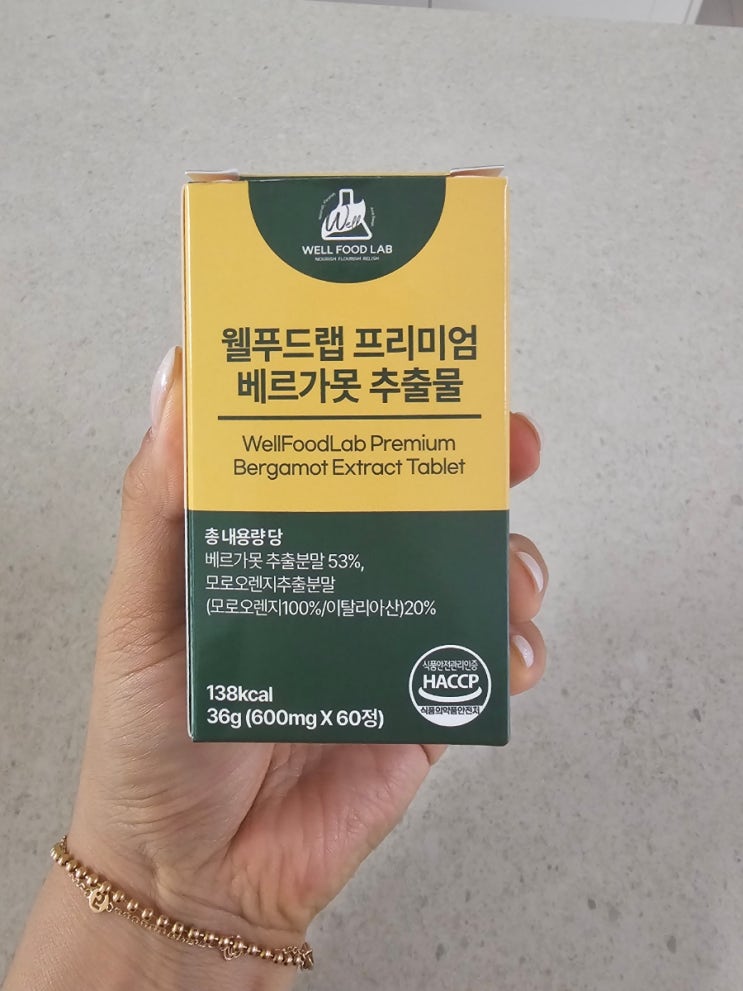 Well
WELL FOOD LAB
NOURISH FLOURISH RELISH
웰푸드랩 프리미엄
베르가못 추출물
WellFoodLab Premium
Bergamot Extract Tablet
총 내용량 당
베르가못 추출분말 53%,
모로오렌지추출분말
(모로오렌지100%/이탈리아산)20%
식품안전관리인증
HACCP
식품의약품안전처
138kcal
36g (600mg X 60정)